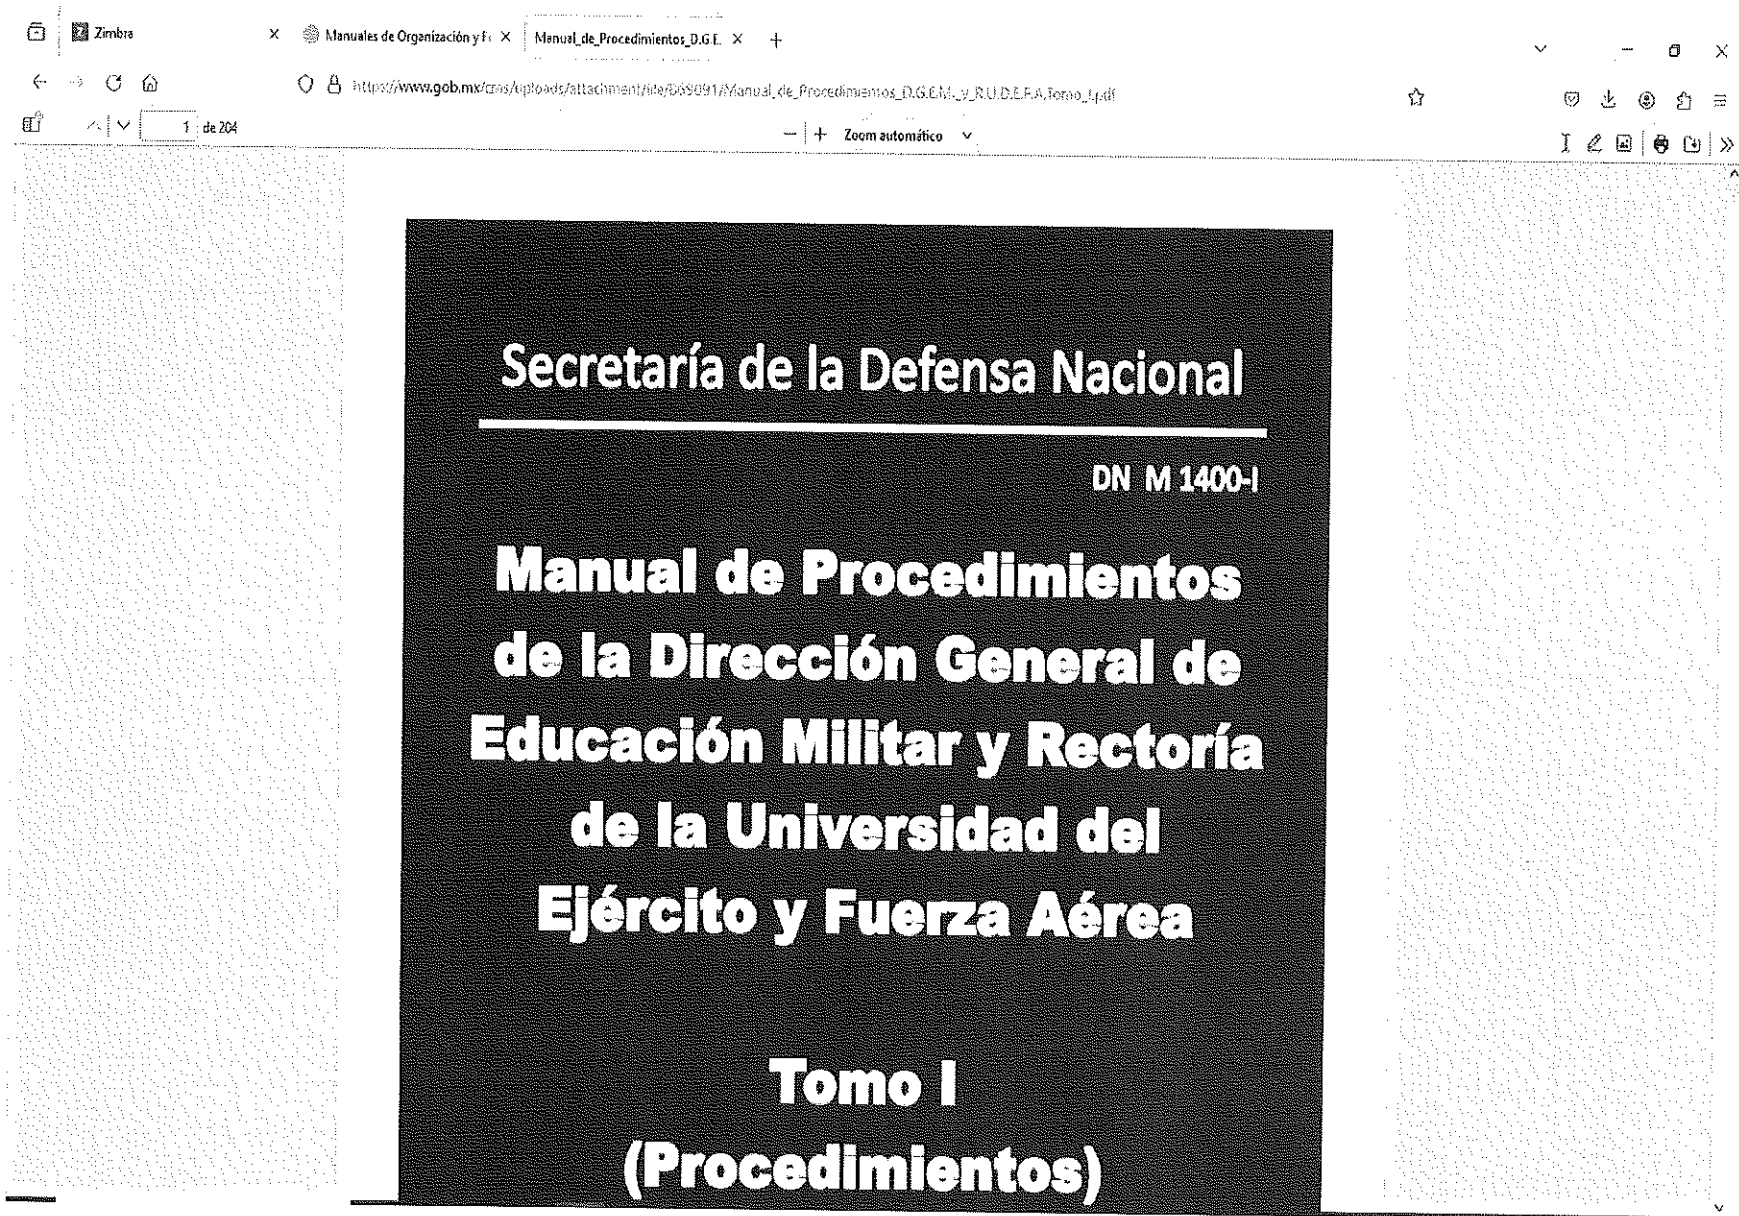 Zimbra
Manuales de Organización y
Manual_de_Procedimientos_D.G.E.
1 de 204
Zoom automático
Secretaría de la Defensa Nacional
DN M 1400-I
Manual de Procedimientos
de la Dirección General de
Educación Militar y Rectoría
de la Universidad del
Ejército y Fuerza Aérea
Tomo I
(Procedimientos)